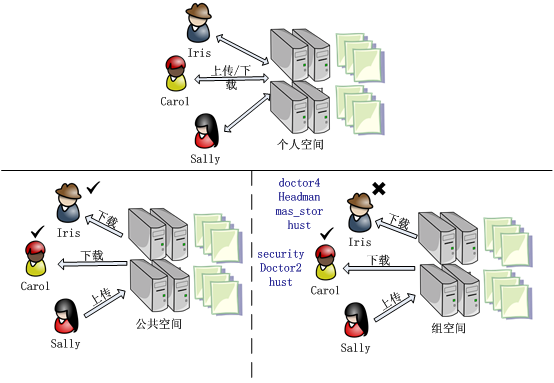 Iris
上传/下
载
Carol
个人空间
Sally
Iris
下载
下载
Carol
上传
公共空间
Sally
doctor4
Headman
mas_stor
hust
Iris
下载
security
Doctor2
hust
下载
Carol
上传
组空间
Sally